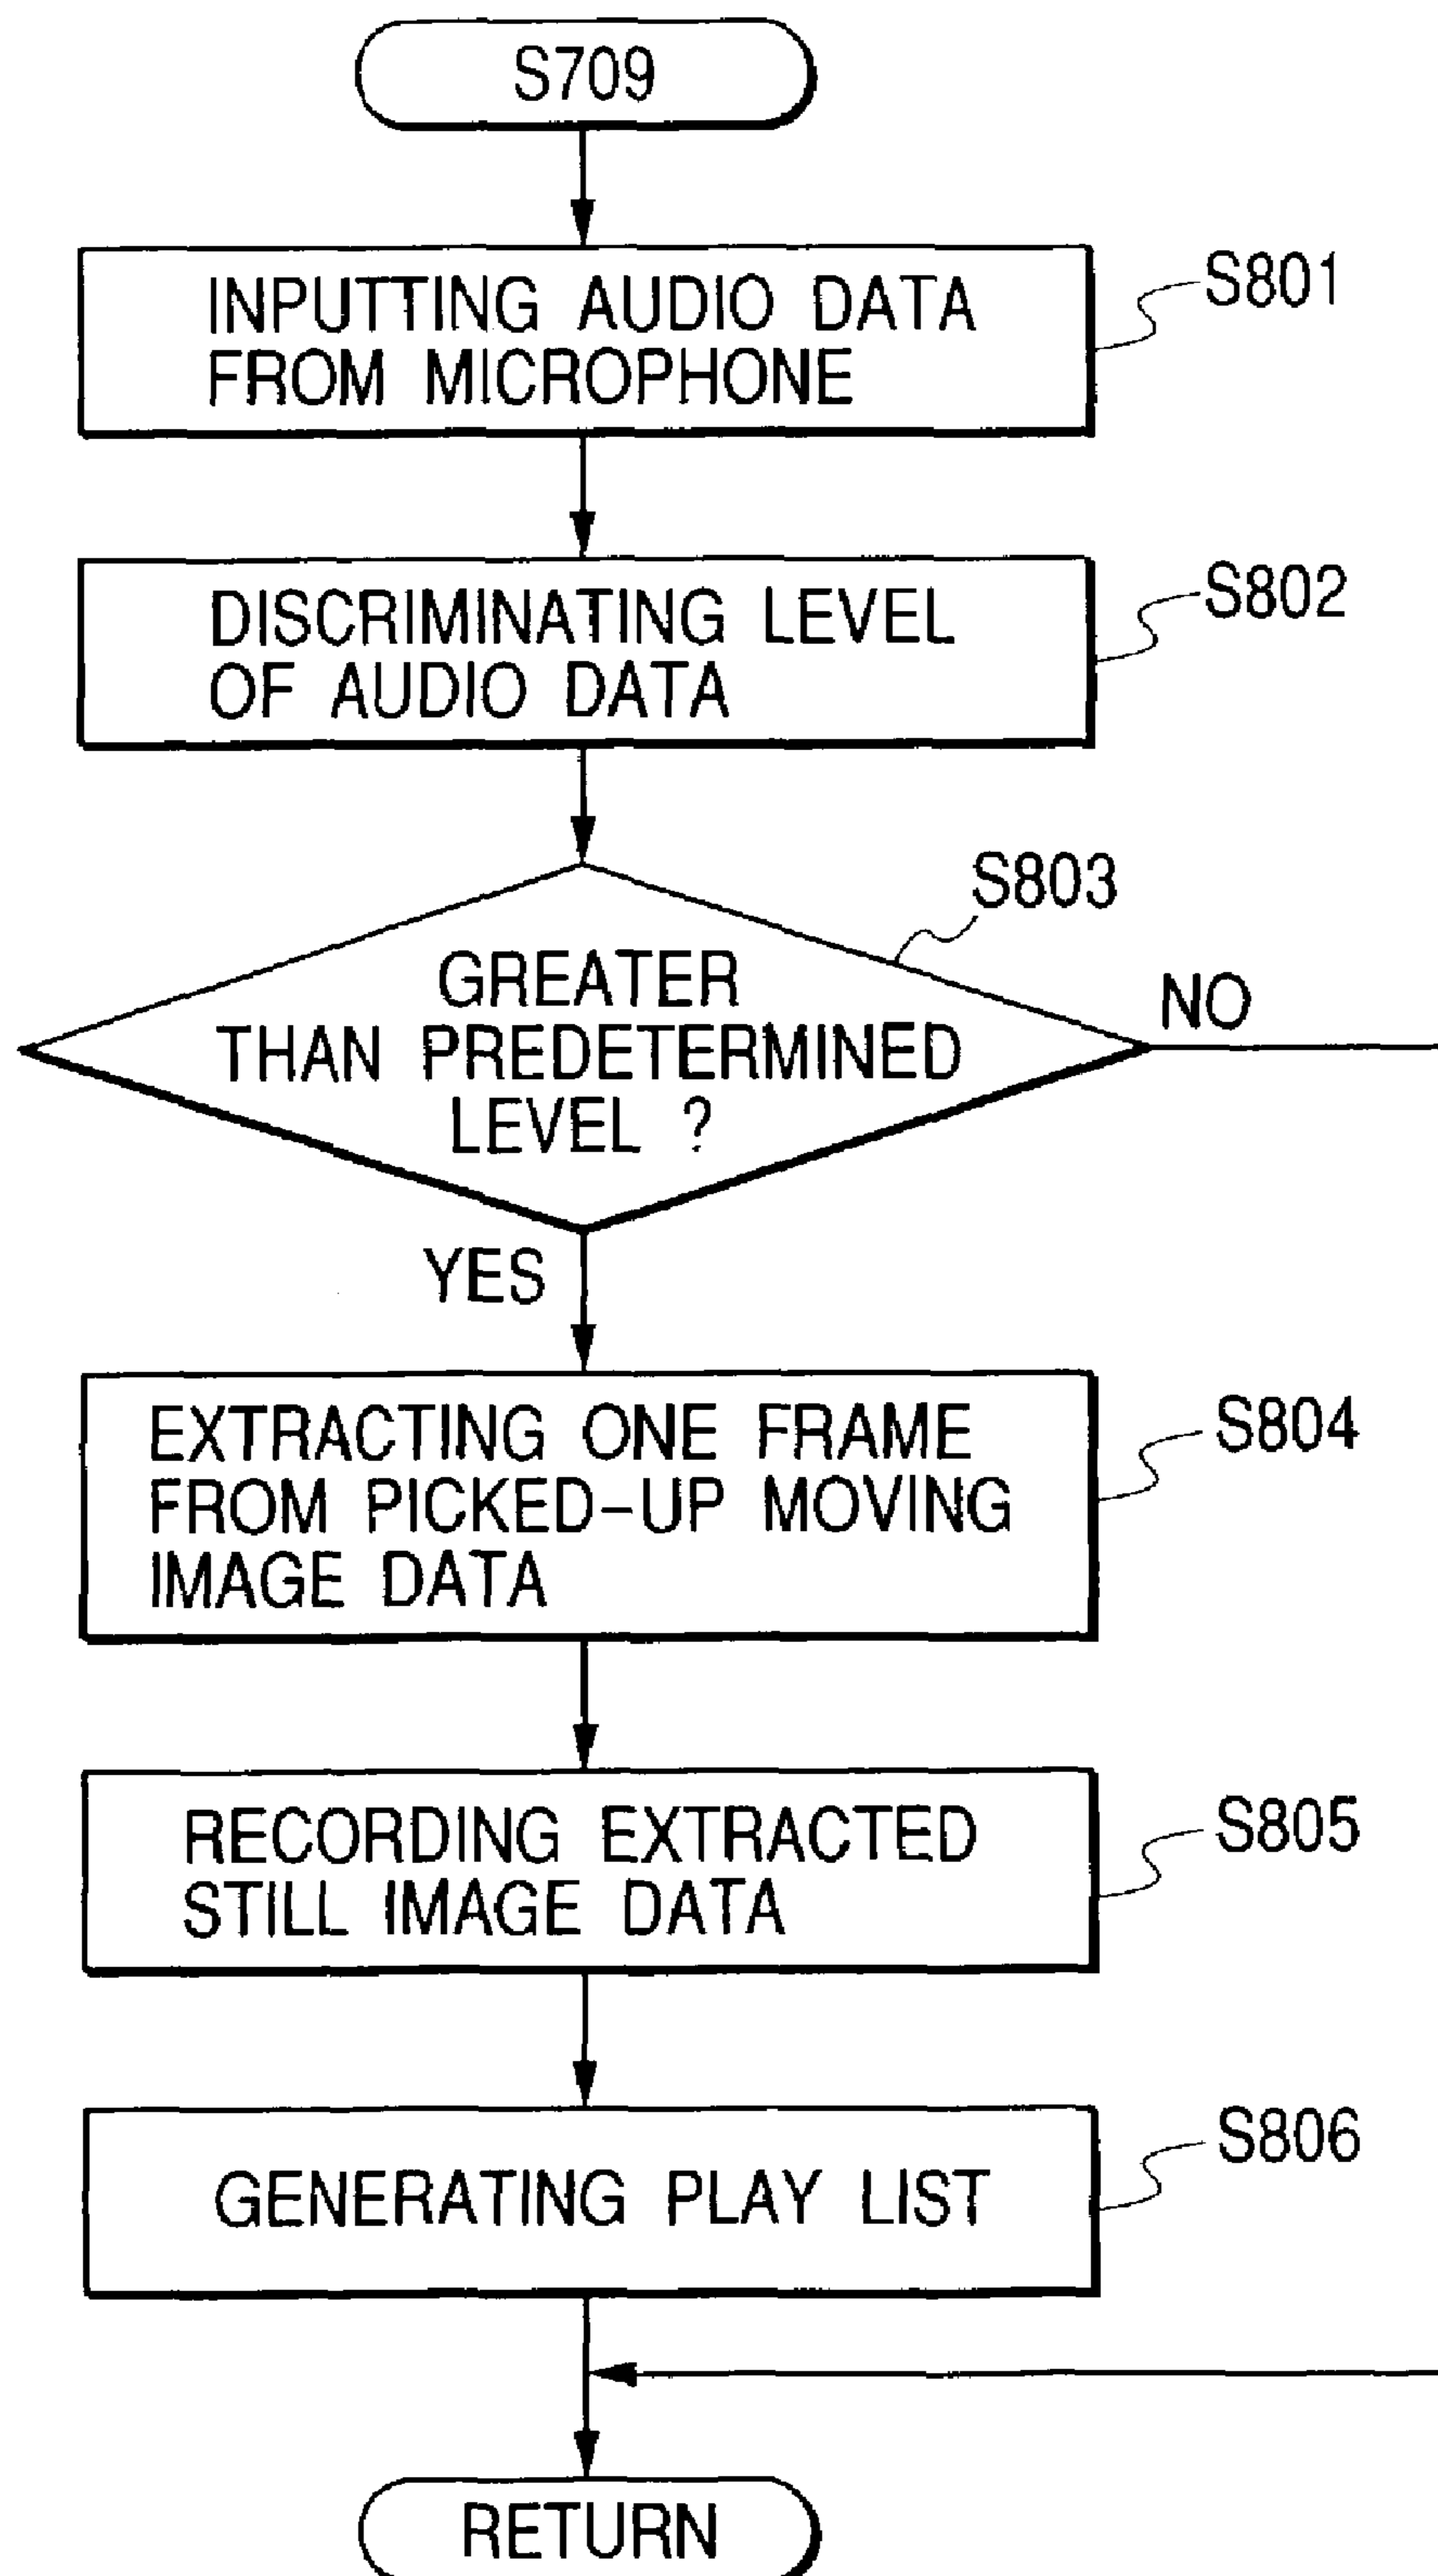 S709
INPUTTING AUDIO DATA
FROM MICROPHONE
S801
DISCRIMINATING LEVEL
OF AUDIO DATA
S802
S803
GREATER
THAN PREDETERMINED
LEVEL ?
NO
YES
EXTRACTING ONE FRAME
FROM PICKED-UP MOVING
IMAGE DATA
S804
RECORDING EXTRACTED
STILL IMAGE DATA
S805
GENERATING PLAY LIST
S806
RETURN